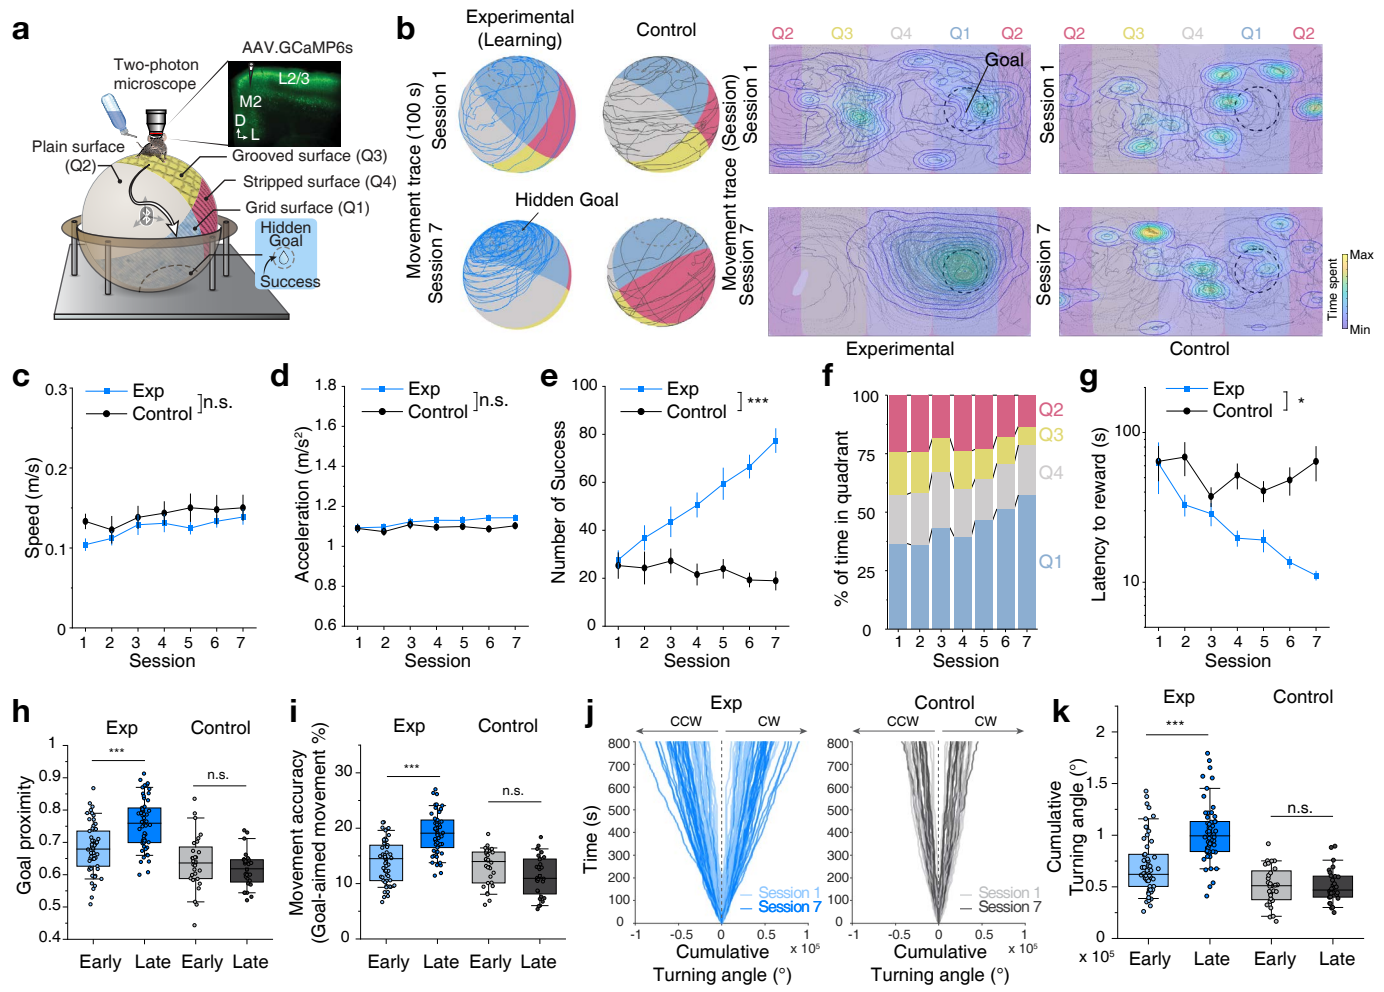 a
AAV.GCaMP6s
Two-photon
microscope
L2/3
M2
D
L
Plain surface
(Q2)
Grooved surface (Q3)
Stripped surface (Q4)
Grid surface (Q1)
Hidden
Goal
Success
b
Experimental
(Learning)
Control
Movement trace (100 s)
Session 1
Session 7
Hidden Goal
Movement trace (Session)
Session 1
Session 7
Q2 Q3 Q4 Q1 Q2
Goal
Q2 Q3 Q4 Q1 Q2
Session 1
Session 7
Experimental
Control
Time spent
Max
Min
c
Exp
Control
n.s.
Speed (m/s)
0.3
0.2
0.1
0
1 2 3 4 5 6 7
Session
d
Exp
Control
n.s.
Acceleration (m/s²)
1.8
1.6
1.4
1.2
1
0.8
0.6
1 2 3 4 5 6 7
Session
e
Exp
Control
***
Number of Success
100
80
60
40
20
0
1 2 3 4 5 6 7
Session
f
% of time in quadrant
100
75
50
25
0
Q2
Q3
Q4
Q1
1 2 3 4 5 6 7
Session
g
Exp
Control
*
Latency to reward (s)
100
10
1 2 3 4 5 6 7
Session
h
Exp
Control
***
n.s.
Goal proximity
1
0.9
0.8
0.7
0.6
0.5
0.4
Early Late Early Late
i
Exp
Control
***
n.s.
Movement accuracy
(Goal-aimed movement %)
30
20
10
0
Early Late Early Late
j
Exp
CCW CW
Time (s)
800
700
600
500
400
300
200
100
0
Session 1
Session 7
-1 -0.5 0 0.5 1
x 10⁵
Cumulative
Turning angle (°)
Control
CCW CW
800
700
600
500
400
300
200
100
0
Session 1
Session 7
-1 -0.5 0 0.5 1
x 10⁵
Cumulative
Turning angle (°)
k
Exp
Control
***
n.s.
Cumulative
Turning angle (°)
2
1.5
1
0.5
0
x 10⁵
Early Late Early Late